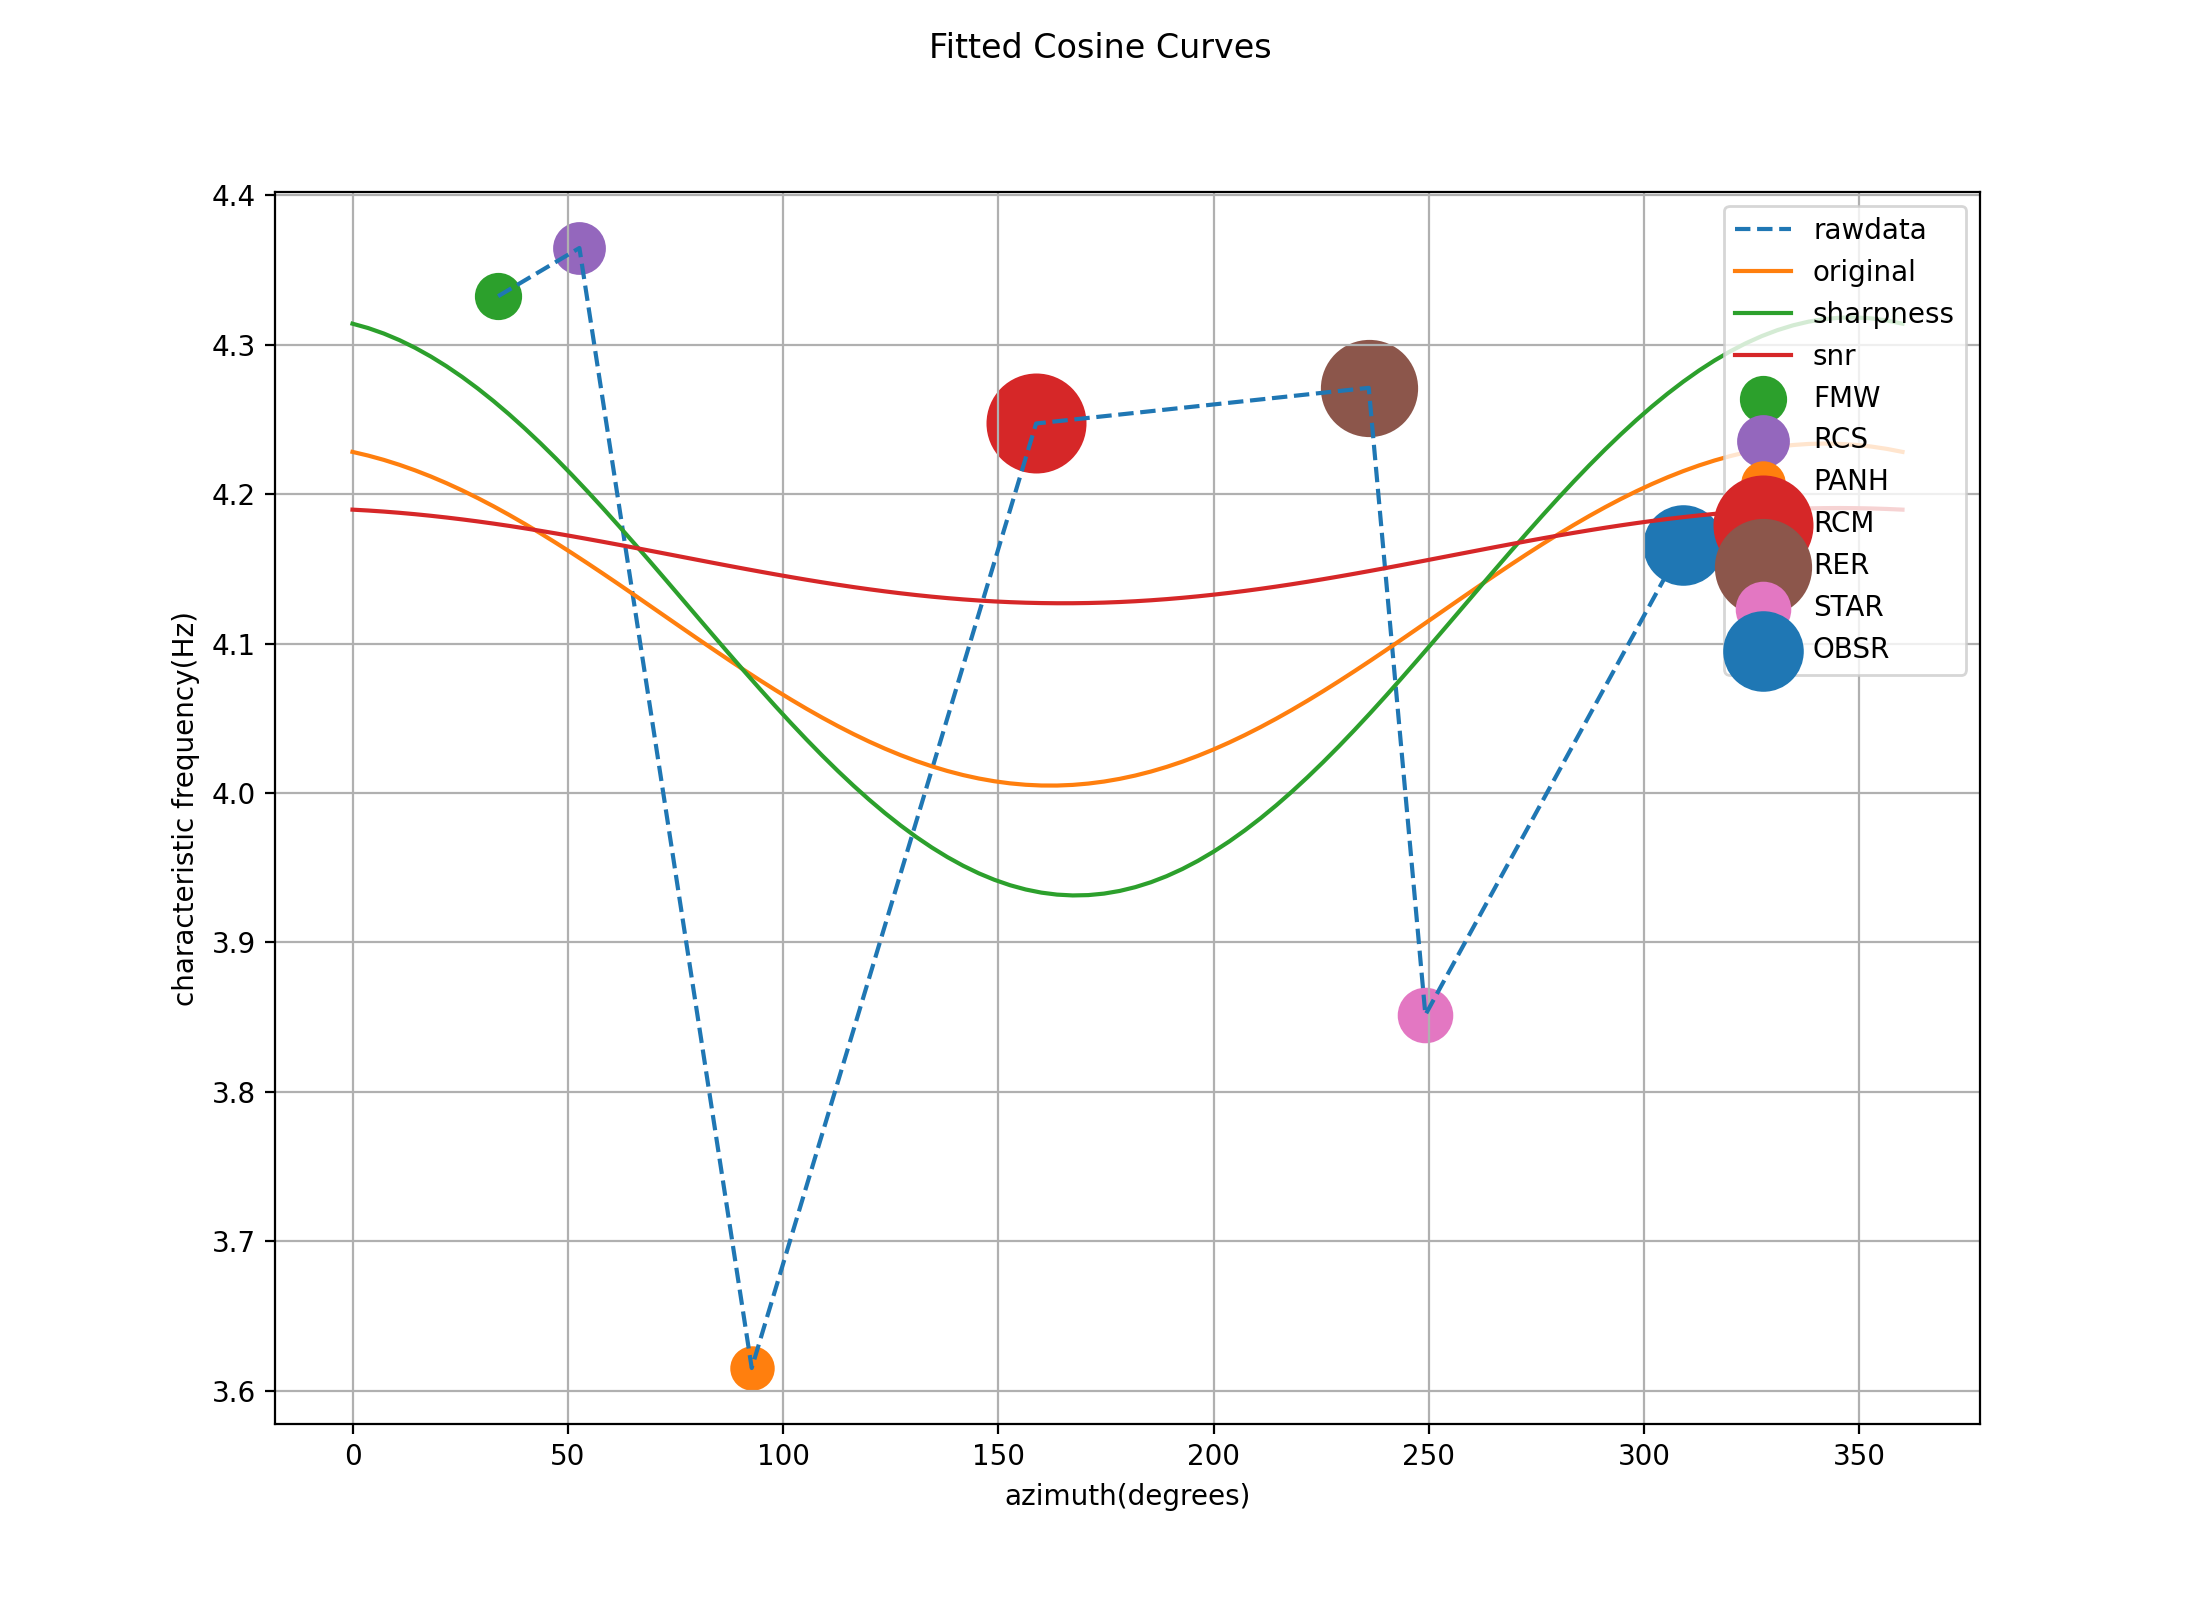 Fitted Cosine Curves
4.4
4.3
4.2
4.1
4.0
3.9
3.8
3.7
3.6
characteristic frequency(Hz)
rawdata
original
sharpness
snr
FMW
RCS
PANH
RCM
RER
STAR
OBSR
0 50 100 150 200 250 300 350
azimuth(degrees)